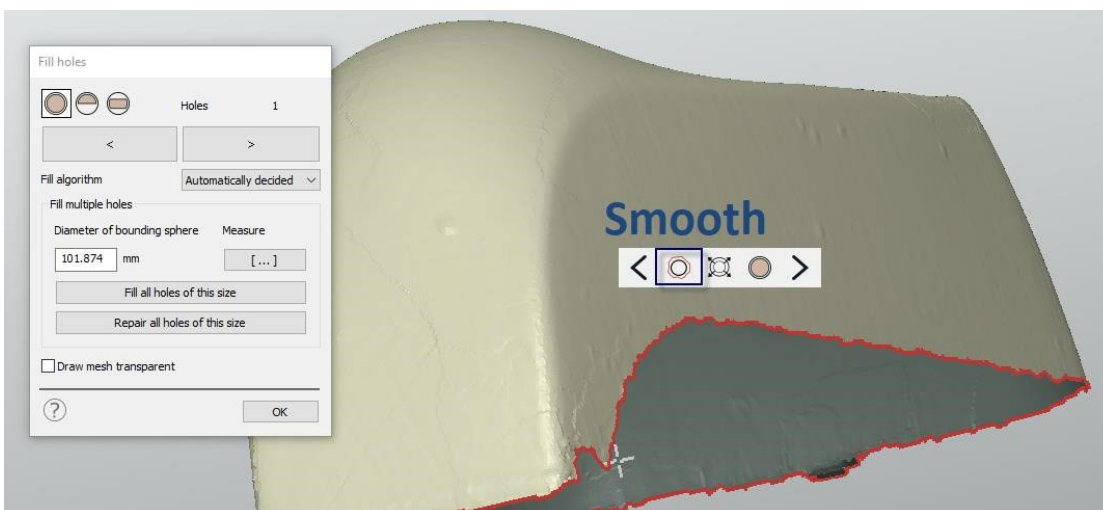 Fill holes
Holes 1
< >
Fill algorithm Automatically decided
Fill multiple holes
Diameter of bounding sphere Measure
101.874 mm [...]
Fill all holes of this size
Repair all holes of this size
Draw mesh transparent
? OK
Smooth